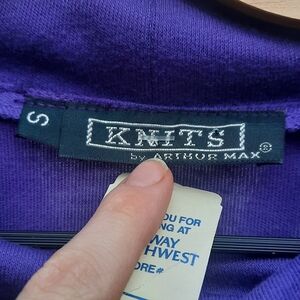 S
KNITS
by ARTHUR MAX®
YOU FOR
NG AT
WAY
HWEST
ORE#